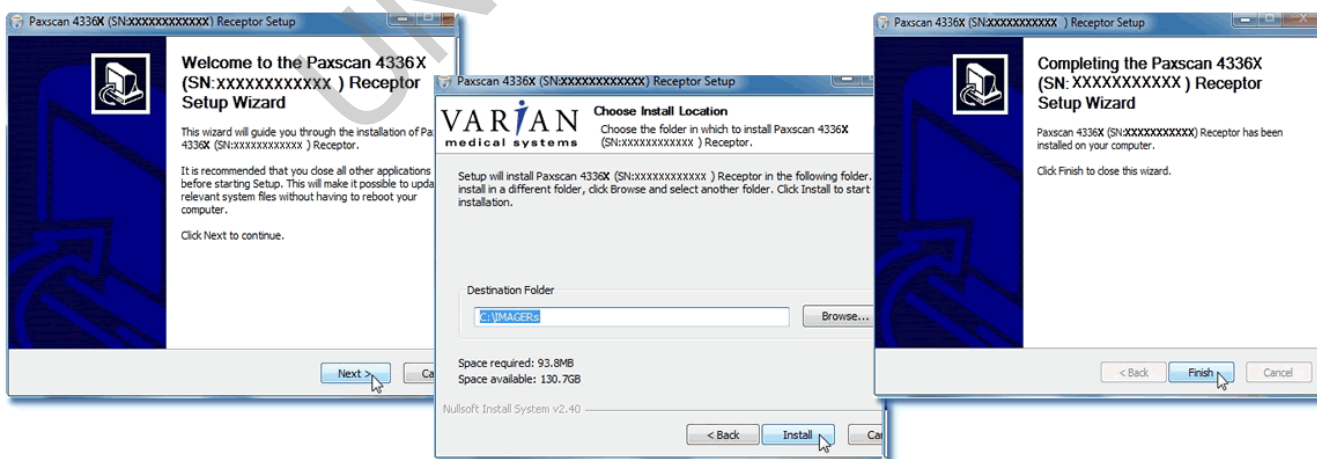 Paxscan 4336X (SN:XXXXXXXXXXXX) Receptor Setup
Welcome to the Paxscan 4336X
(SN:XXXXXXXXXXXX ) Receptor
Setup Wizard
This wizard will guide you through the installation of Pa
4336X (SN:xxxxxxxxxxxx ) Receptor.
It is recommended that you close all other applications
before starting Setup. This will make it possible to upda
relevant system files without having to reboot your
computer.
Click Next to continue.
Next >
Ca
Paxscan 4336X (SN:XXXXXXXXXXXX) Receptor Setup
VARIAN
medical systems
Choose Install Location
Choose the folder in which to install Paxscan 4336X
(SN:xxxxxxxxxxxx ) Receptor.
Setup will install Paxscan 4336X (SN:xxxxxxxxxxxx ) Receptor in the following folder.
install in a different folder, click Browse and select another folder. Click Install to start
installation.
Destination Folder
C:\IMAGERs
Browse...
Space required: 93.8MB
Space available: 130.7GB
Nullsoft Install System v2.40
< Back
Install
Ca
Paxscan 4336X (SN:XXXXXXXXXXX ) Receptor Setup
Completing the Paxscan 4336X
(SN: XXXXXXXXXXX ) Receptor
Setup Wizard
Paxscan 4336X (SN:XXXXXXXXXXX) Receptor has been
installed on your computer.
Click Finish to close this wizard.
< Back
Finish
Cancel